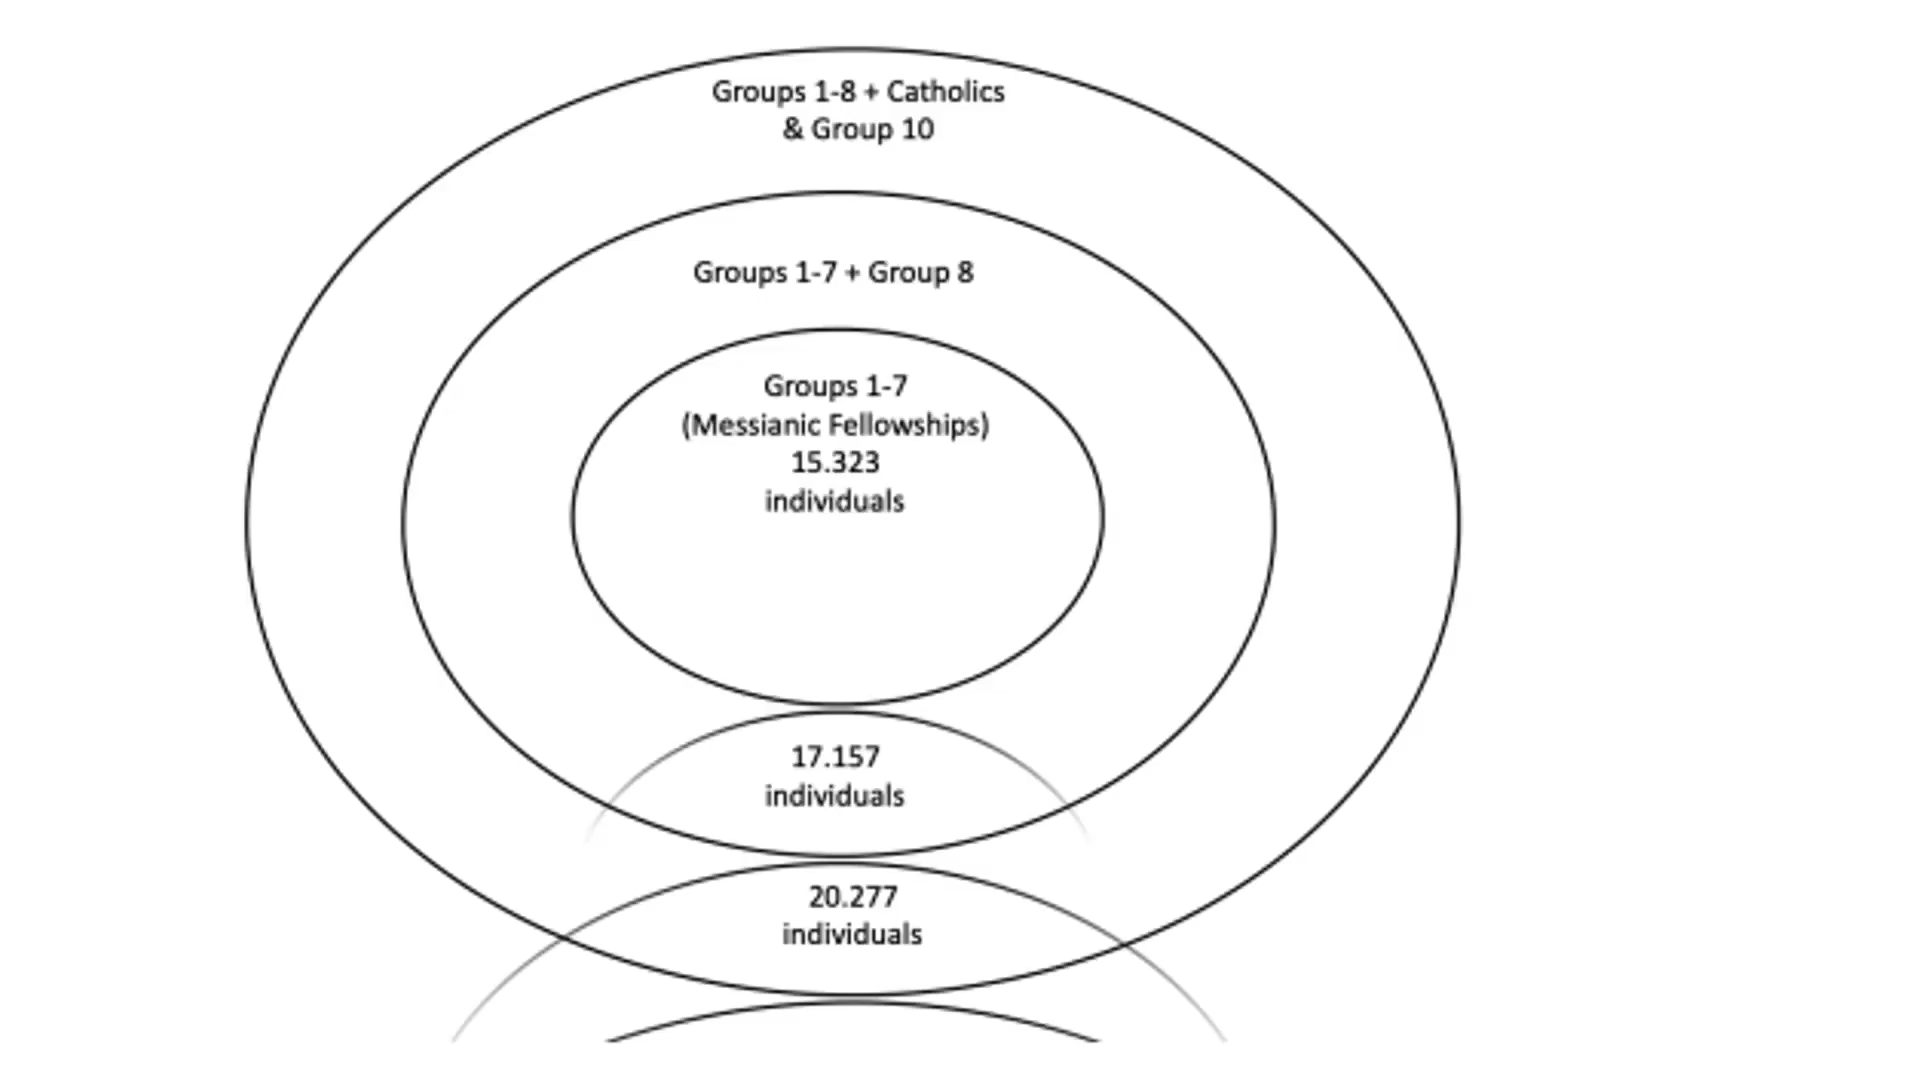 Groups 1-8 + Catholics
& Group 10
Groups 1-7 + Group 8
Groups 1-7
(Messianic Fellowships)
15.323
individuals
17.157
individuals
20.277
individuals